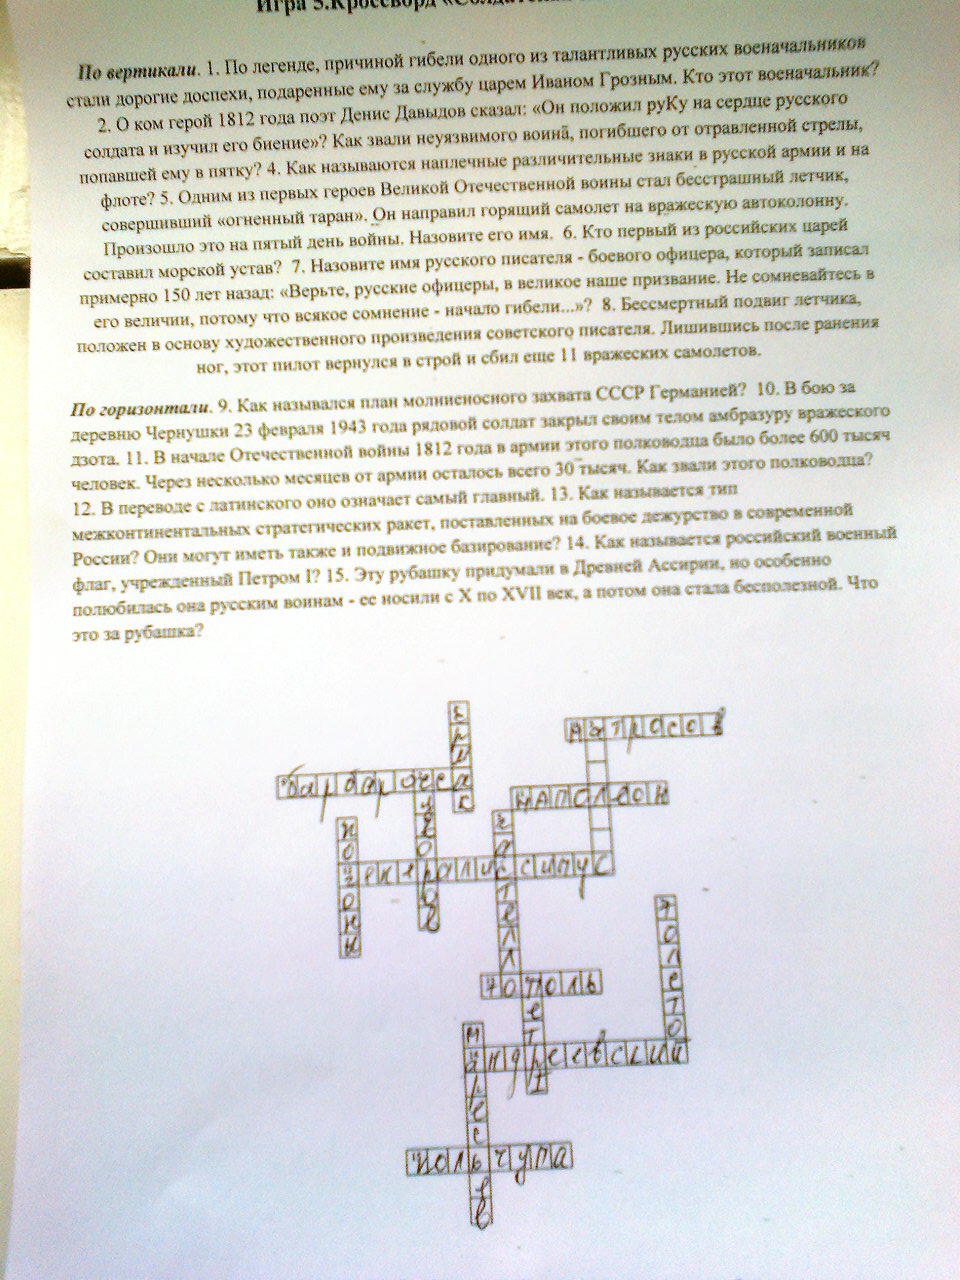 Игра 5.Кроссворд
По вертикали. 1. По легенде, причиной гибели одного из талантливых русских военачальников
стали дорогие доспехи, подаренные ему за службу царем Иваном Грозным. Кто этот военачальник?
2. О ком герой 1812 года поэт Денис Давыдов сказал: «Он положил руКу на сердце русского
солдата и изучил его биение»? Как звали неуязвимого воина, погибшего от отравленной стрелы,
попавшей ему в пятку? 4. Как называются наплечные различительные знаки в русской армии и на
флоте? 5. Одним из первых героев Великой Отечественной воины стал бесстрашный летчик,
совершивший «огненный таран». Он направил горящий самолет на вражескую автоколонну.
Произошло это на пятый день войны. Назовите его имя. 6. Кто первый из российских царей
составил морской устав? 7. Назовите имя русского писателя - боевого офицера, который записал
примерно 150 лет назад: «Верьте, русские офицеры, в великое наше призвание. Не сомневайтесь в
его величии, потому что всякое сомнение - начало гибели...»? 8. Бессмертный подвиг летчика,
положен в основу художественного произведения советского писателя. Лишившись после ранения
ног, этот пилот вернулся в строй и сбил еще 11 вражеских самолетов.
По горизонтали. 9. Как назывался план молниеносного захвата СССР Германией? 10. В бою за
деревню Чернушки 23 февраля 1943 года рядовой солдат закрыл своим телом амбразуру вражеского
дзота. 11. В начале Отечественной войны 1812 года в армии этого полководца было более 600 тысяч
человек. Через несколько месяцев от армии осталось всего 30 тысяч. Как звали этого полководца?
12. В переводе с латинского оно означает самый главный. 13. Как называется тип
межконтинентальных стратегических ракет, поставленных на боевое дежурство в современной
России? Они могут иметь также и подвижное базирование? 14. Как называется российский военный
флаг, учрежденный Петром I? 15. Эту рубашку придумали в Древней Ассирии, но особенно
полюбилась она русским воинам - ее носили с X по XVII век, а потом она стала бесполезной. Что
это за рубашка?
матросов
барбаросса
наполеон
тополь
толстой
андреевский
кольчуга